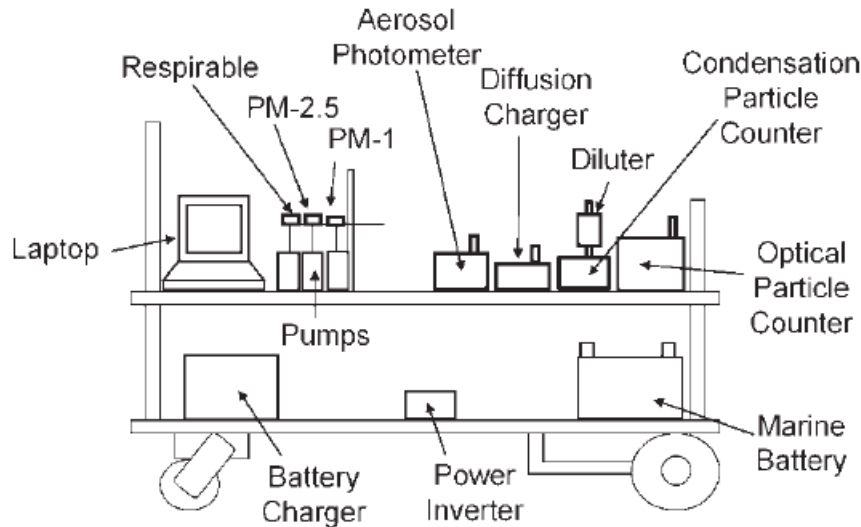 Respirable
PM-2.5
PM-1
Aerosol
Photometer
Diffusion
Charger
Condensation
Particle
Counter
Diluter
Laptop
Pumps
Optical
Particle
Counter
Battery
Charger
Power
Inverter
Marine
Battery